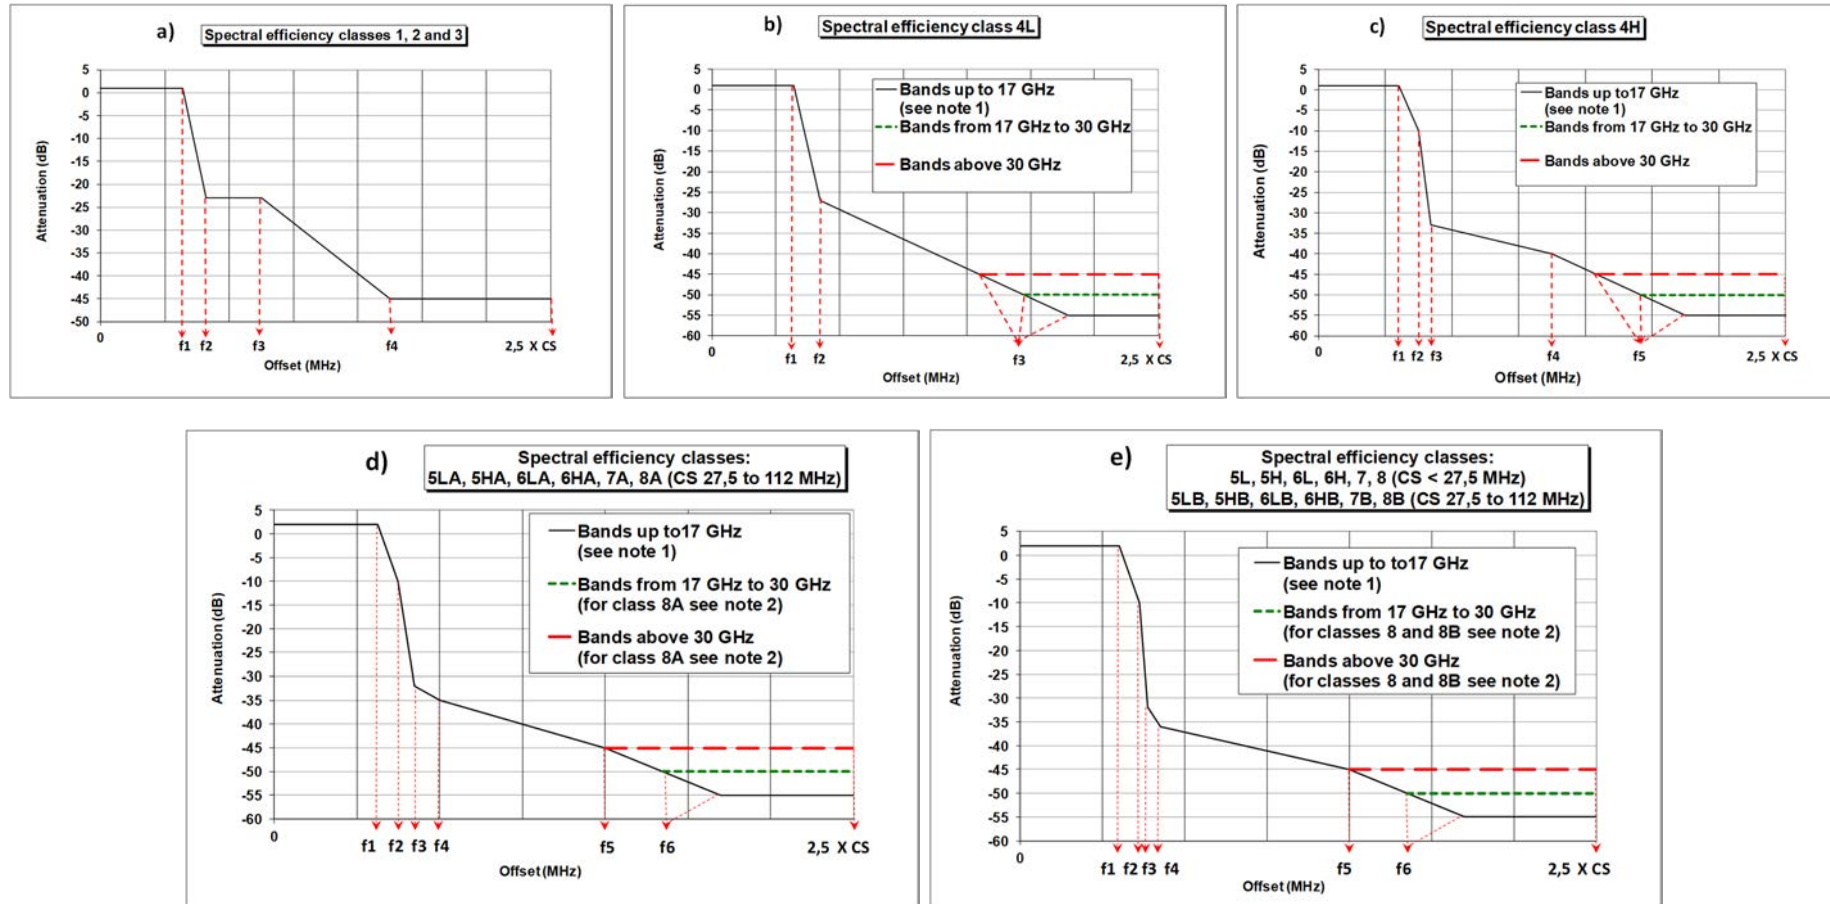 a)
Spectral efficiency classes 1, 2 and 3
Attenuation (dB)
5
0
-5
-10
-15
-20
-25
-30
-35
-40
-45
-50
0
f1
f2
f3
f4
2,5 X CS
Offset (MHz)
b)
Spectral efficiency class 4L
Bands up to 17 GHz
(see note 1)
Bands from 17 GHz to 30 GHz
Bands above 30 GHz
Attenuation (dB)
5
0
-5
-10
-15
-20
-25
-30
-35
-40
-45
-50
-55
-60
0
f1
f2
f3
2,5 X CS
Offset (MHz)
c)
Spectral efficiency class 4H
Bands up to17 GHz
(see note 1)
Bands from 17 GHz to 30 GHz
Bands above 30 GHz
Attenuation (dB)
5
0
-5
-10
-15
-20
-25
-30
-35
-40
-45
-50
-55
-60
0
f1
f2
f3
f4
f5
2,5 X CS
Offset (MHz)
d)
Spectral efficiency classes:
5LA, 5HA, 6LA, 6HA, 7A, 8A (CS 27,5 to 112 MHz)
Bands up to17 GHz
(see note 1)
Bands from 17 GHz to 30 GHz
(for class 8A see note 2)
Bands above 30 GHz
(for class 8A see note 2)
Attenuation (dB)
5
0
-5
-10
-15
-20
-25
-30
-35
-40
-45
-50
-55
-60
0
f1
f2
f3
f4
f5
f6
2,5 X CS
Offset (MHz)
e)
Spectral efficiency classes:
5L, 5H, 6L, 6H, 7, 8 (CS < 27,5 MHz)
5LB, 5HB, 6LB, 6HB, 7B, 8B (CS 27,5 to 112 MHz)
Bands up to to17 GHz
(see note 1)
Bands from 17 GHz to 30 GHz
(for classes 8 and 8B see note 2)
Bands above 30 GHz
(for classes 8 and 8B see note 2)
Attenuation (dB)
5
0
-5
-10
-15
-20
-25
-30
-35
-40
-45
-50
-55
-60
0
f1
f2
f3
f4
f5
f6
2,5 X CS
Offset (MHz)